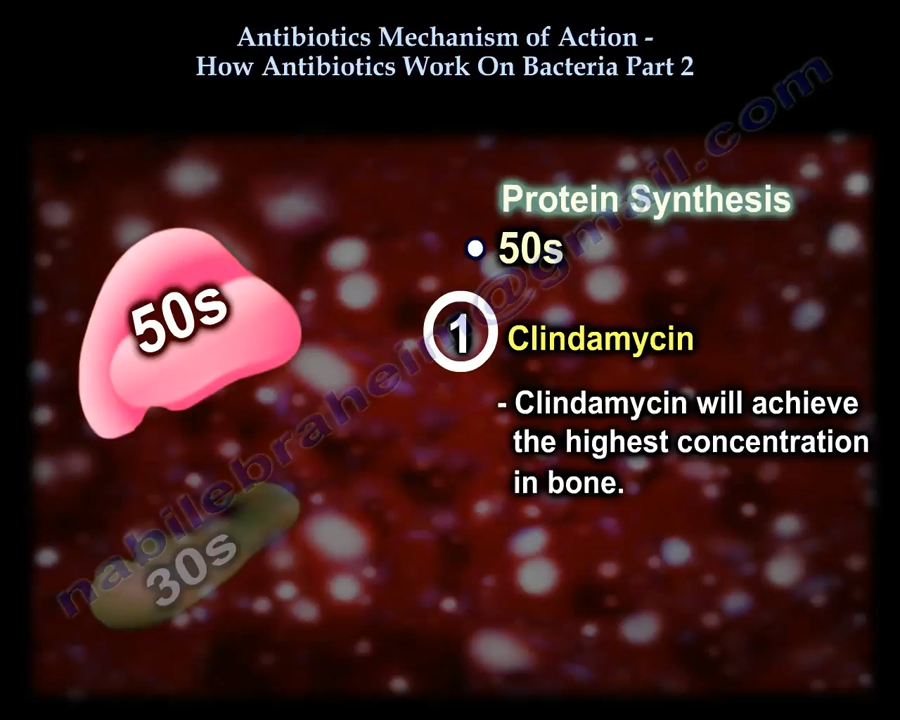 Antibiotics Mechanism of Action -
How Antibiotics Work On Bacteria Part 2
Protein Synthesis
• 50s
1 Clindamycin
- Clindamycin will achieve
the highest concentration
in bone.
50s
30s
nabilebraheim@gmail.com